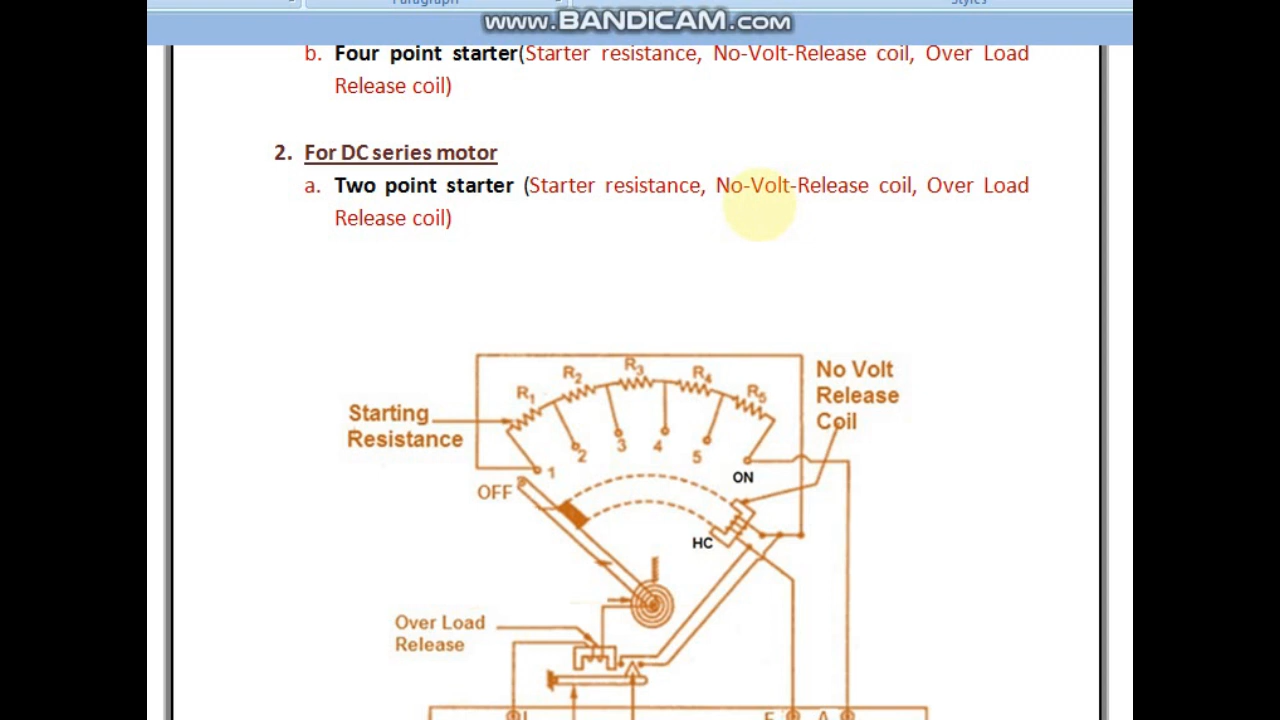 Paragraph
Styles
www.BANDICAM.com
b. Four point starter(Starter resistance, No-Volt-Release coil, Over Load
Release coil)
2. For DC series motor
a. Two point starter (Starter resistance, No-Volt-Release coil, Over Load
Release coil)
R1
R2
R3
R4
R5
No Volt
Release
Coil
Starting
Resistance
1
2
3
4
5
ON
OFF
HC
Over Load
Release
L
F
A